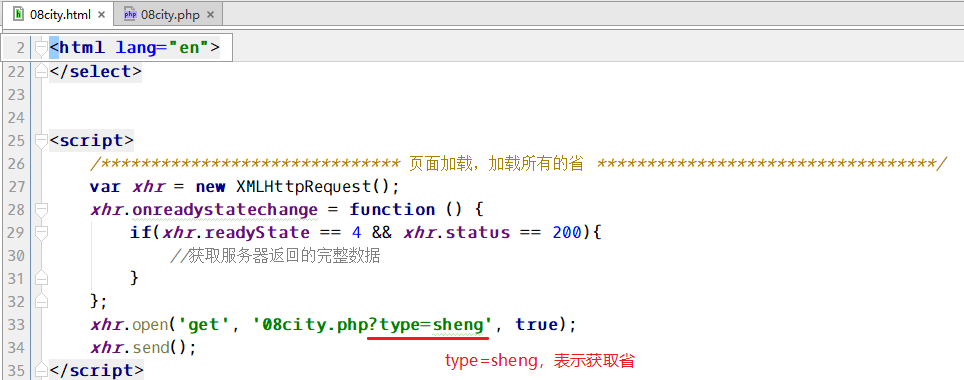 08city.html × 08city.php ×
2 <html lang="en">
22 </select>
23
24
25 <script>
26 /****************************** 页面加载，加载所有的省 **********************************/
27 var xhr = new XMLHttpRequest();
28 xhr.onreadystatechange = function () {
29 if(xhr.readyState == 4 && xhr.status == 200){
30 //获取服务器返回的完整数据
31 }
32 };
33 xhr.open('get', '08city.php?type=sheng', true);
34 xhr.send();
type=sheng，表示获取省
35 </script>